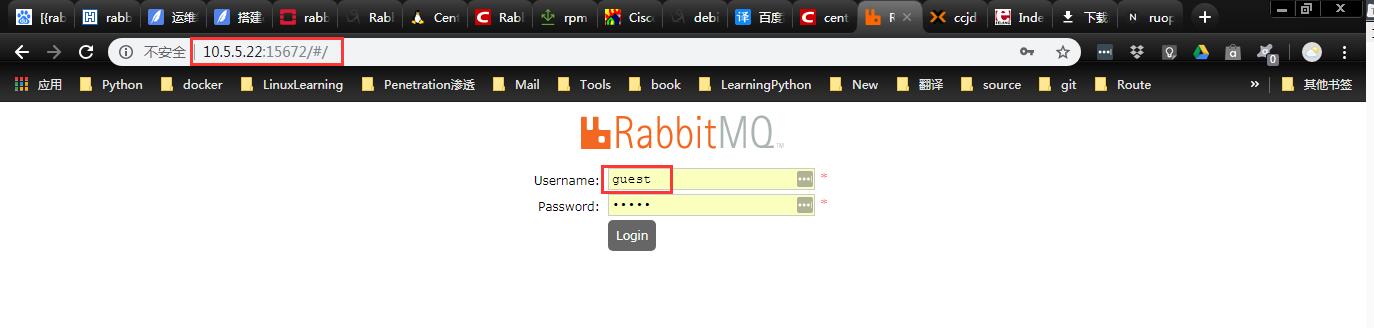 [{rab rabb 运维 搭建 rabb Rabl Cent Rabl rpm Cisc debi 百度 cent R ccjd Inde 下载 ruop
不安全 10.5.5.22:15672/#/
应用 Python docker LinuxLearning Penetration渗透 Mail Tools book LearningPython New 翻译 source git Route » 其他书签
RabbitMQ
Username: guest *
Password: ••••• *
Login